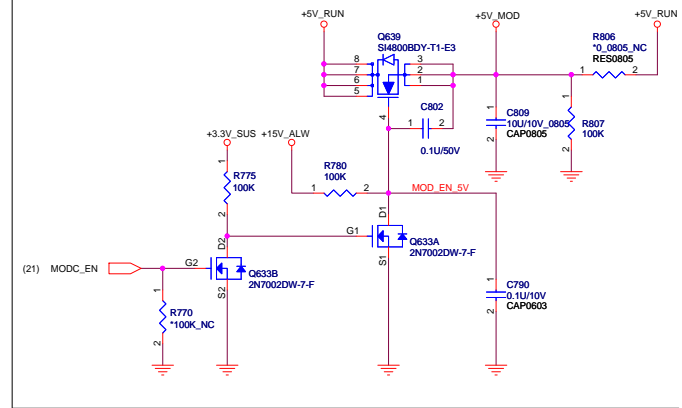 +5V_RUN
+5V_MOD
+5V_RUN
Q639
SI4800BDY-T1-E3
R806
*0_0805_NC
RES0805
8
7
6
5
3
2
1
4
1
2
C802
1
2
0.1U/50V
1
2
C809
10U/10V_0805
CAP0805
1
2
R807
100K
+3.3V_SUS
+15V_ALW
1
2
R775
100K
R780
1
2
100K
MOD_EN_5V
D1
G1
S1
Q633A
2N7002DW-7-F
D2
G2
S2
Q633B
2N7002DW-7-F
(21)
MODC_EN
1
2
R770
*100K_NC
1
2
C790
0.1U/10V
CAP0603